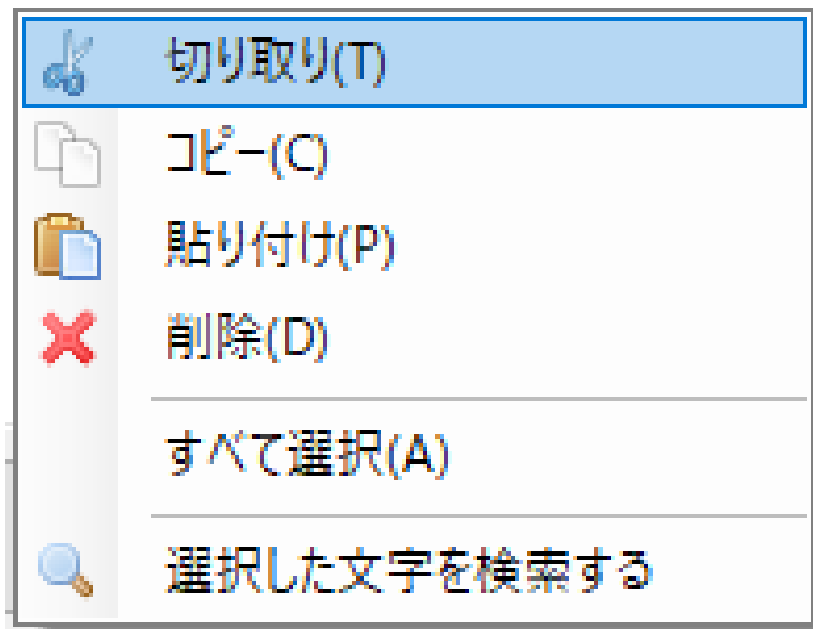 切り取り(T)
コピー(C)
貼り付け(P)
削除(D)
すべて選択(A)
選択した文字を検索する